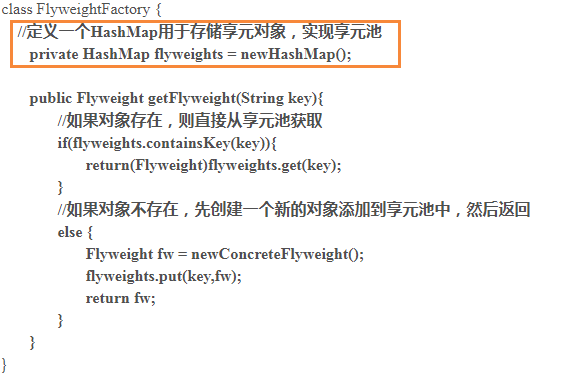 class FlyweightFactory {
//定义一个HashMap用于存储享元对象，实现享元池
private HashMap flyweights = newHashMap();
public Flyweight getFlyweight(String key){
//如果对象存在，则直接从享元池获取
if(flyweights.containsKey(key)){
return(Flyweight)flyweights.get(key);
}
//如果对象不存在，先创建一个新的对象添加到享元池中，然后返回
else {
Flyweight fw = newConcreteFlyweight();
flyweights.put(key,fw);
return fw;
}
}
}